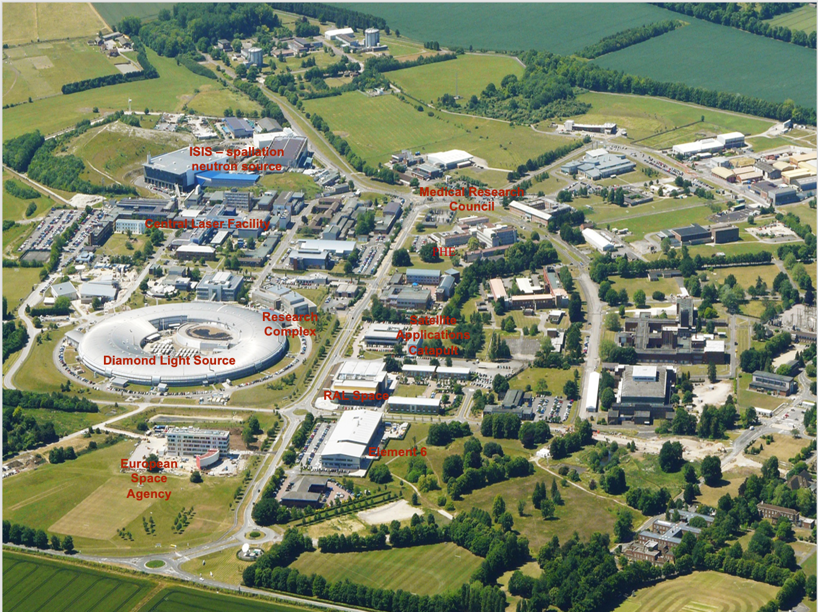 ISIS – spallation
neutron source
Medical Research
Council
Central Laser Facility
Research
Complex
Satellite
Applications
Catapult
Diamond Light Source
RAL Space
Element 6
European
Space
Agency